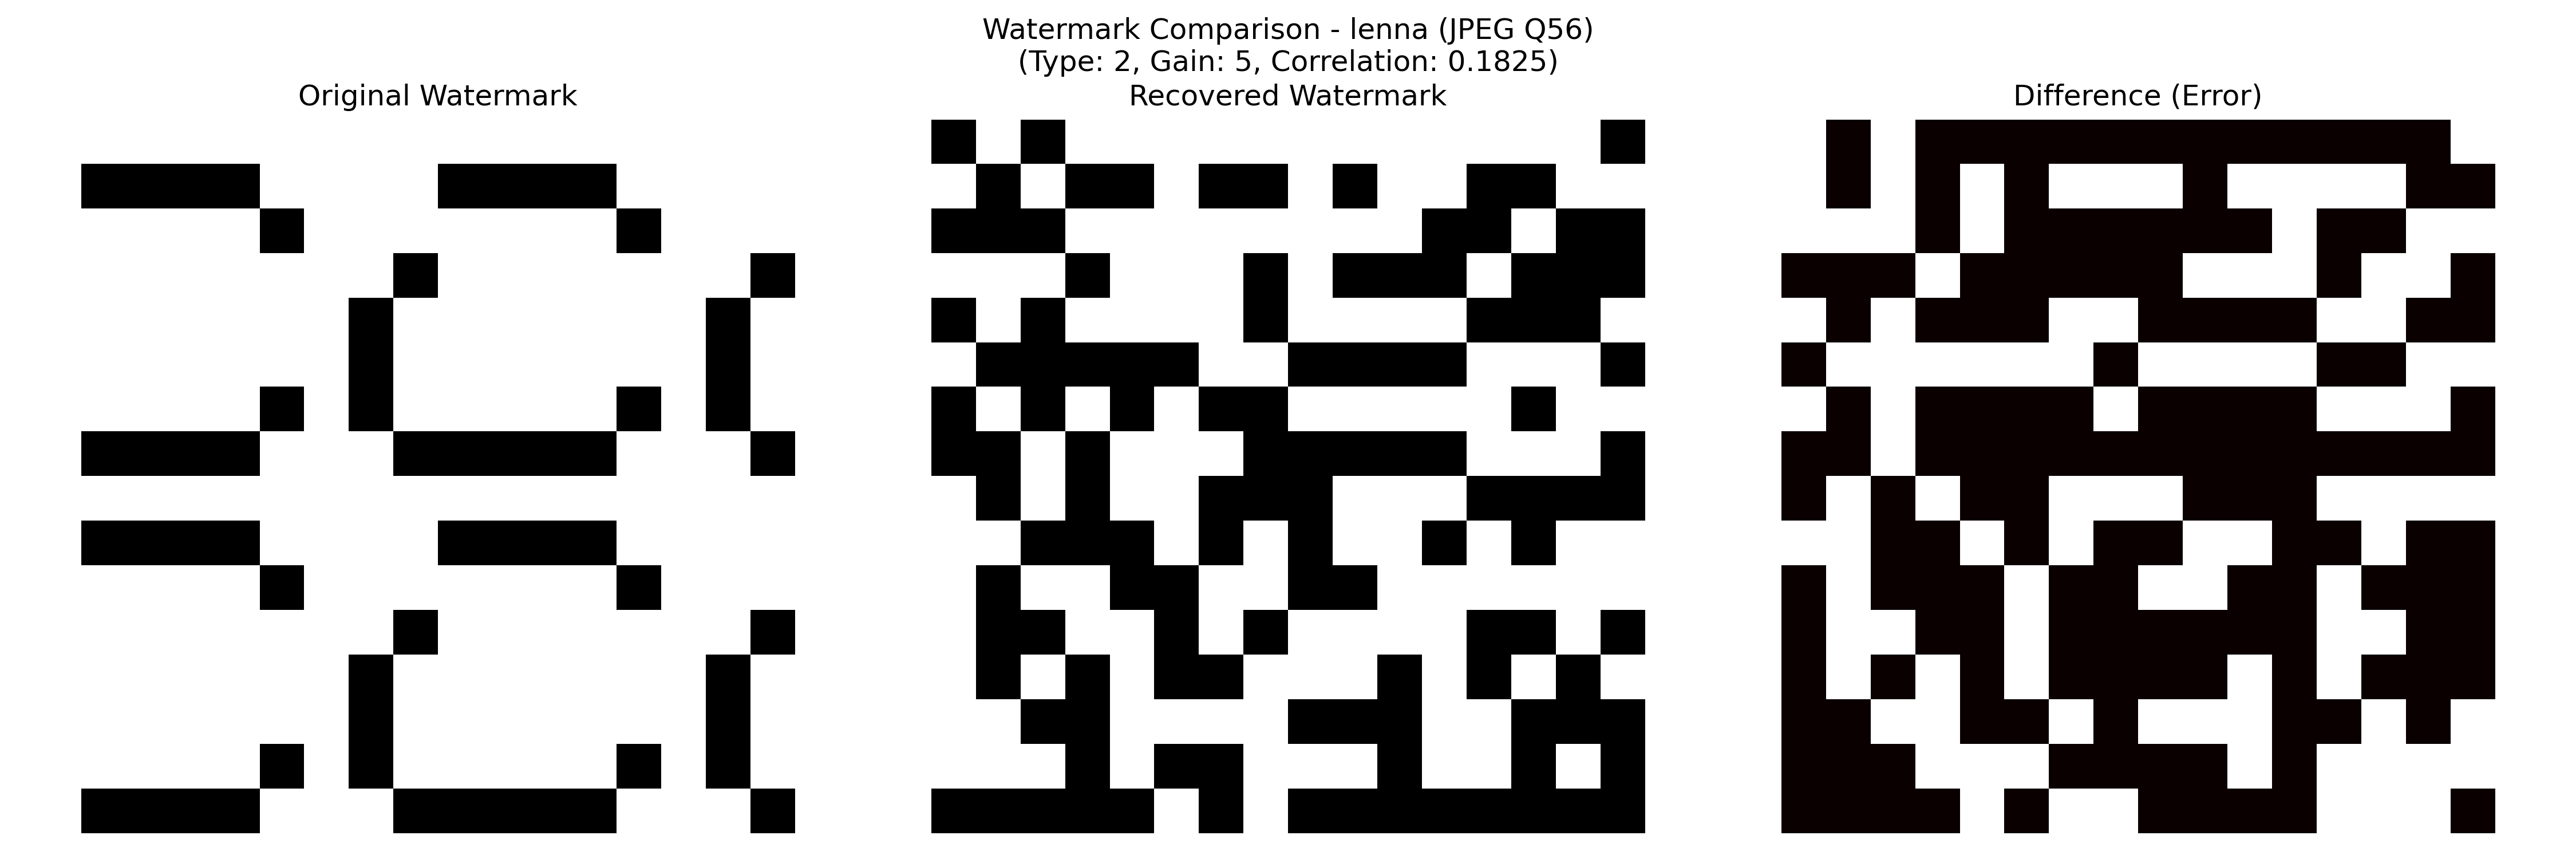 Watermark Comparison - lenna (JPEG Q56)
(Type: 2, Gain: 5, Correlation: 0.1825)
Original Watermark
Recovered Watermark
Difference (Error)